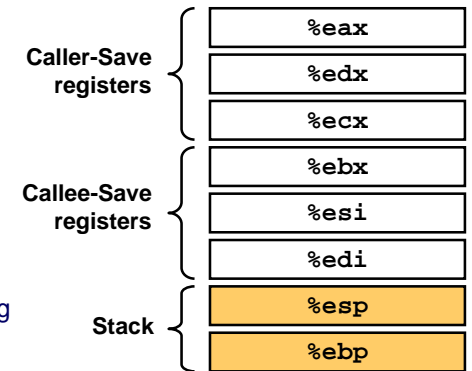 %eax
Caller-Save
registers
%edx
%ecx
%ebx
Callee-Save
registers
%esi
%edi
g
Stack
%esp
%ebp